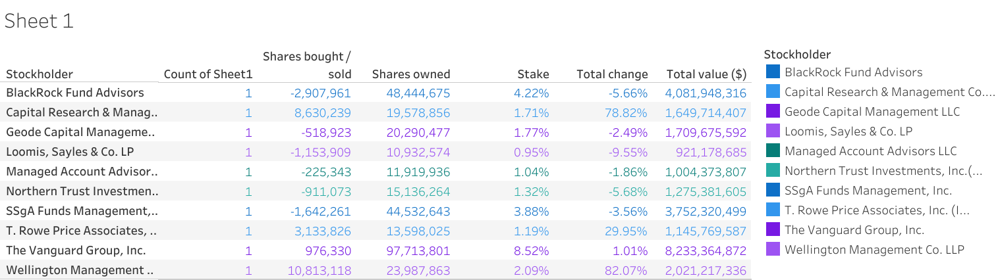 Sheet 1
Shares bought /
Stockholder Count of Sheet1 sold Shares owned Stake Total change Total value ($)
BlackRock Fund Advisors 1 -2,907,961 48,444,675 4.22% -5.66% 4,081,948,316
Capital Research & Manag.. 1 8,630,239 19,578,856 1.71% 78.82% 1,649,714,407
Geode Capital Manageme.. 1 -518,923 20,290,477 1.77% -2.49% 1,709,675,592
Loomis, Sayles & Co. LP 1 -1,153,909 10,932,574 0.95% -9.55% 921,178,685
Managed Account Advisor.. 1 -225,343 11,919,936 1.04% -1.86% 1,004,373,807
Northern Trust Investmen.. 1 -911,073 15,136,264 1.32% -5.68% 1,275,381,605
SSgA Funds Management,.. 1 -1,642,261 44,532,643 3.88% -3.56% 3,752,320,499
T. Rowe Price Associates, .. 1 3,133,826 13,598,025 1.19% 29.95% 1,145,769,587
The Vanguard Group, Inc. 1 976,330 97,713,801 8.52% 1.01% 8,233,364,872
Wellington Management .. 1 10,813,118 23,987,863 2.09% 82.07% 2,021,217,336
Stockholder
BlackRock Fund Advisors
Capital Research & Management Co....
Geode Capital Management LLC
Loomis, Sayles & Co. LP
Managed Account Advisors LLC
Northern Trust Investments, Inc.(...
SSgA Funds Management, Inc.
T. Rowe Price Associates, Inc. (I...
The Vanguard Group, Inc.
Wellington Management Co. LLP